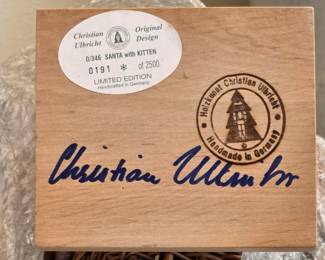 Christian Ulbricht Original Design
0/346 SANTA with KITTEN
0191 * of 2500
LIMITED EDITION
Handcrafted in Germany
Holzkunst Christian Ulbricht
Handmade in Germany
Christian Ulbricht